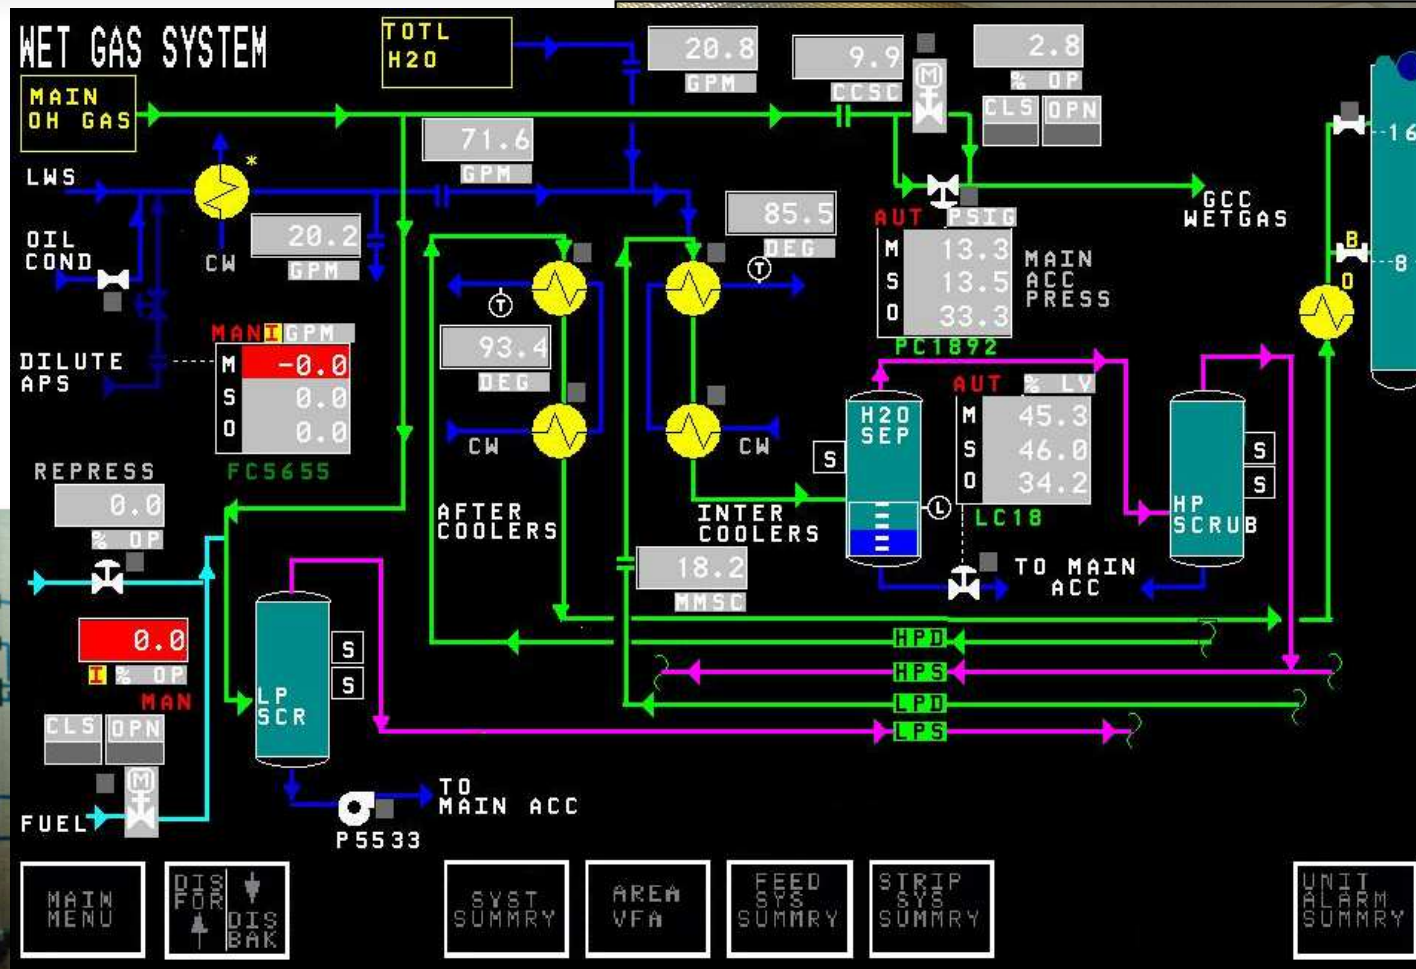 WET GAS SYSTEM
TOTL
H2O
20.8
GPM
9.9
CCSC
M
2.8
% OP
CLS OPN
MAIN
OH GAS
71.6
GPM
16
LWS
*
OIL
COND
CW
20.2
GPM
85.5
DEG
T
AUT PSIG
M 13.3
S 13.5
O 33.3
PC1892
MAIN
ACC
PRESS
GCC
WETGAS
B
O
8
T
93.4
DEG
DILUTE
APS
MAN I GPM
M -0.0
S 0.0
O 0.0
FC5655
CW
CW
H2O
SEP
S
L
AUT % LV
M 45.3
S 46.0
O 34.2
LC18
HP
SCRUB
S
S
REPRESS
0.0
% OP
AFTER
COOLERS
INTER
COOLERS
18.2
MMSC
TO MAIN
ACC
0.0
I % OP
MAN
CLS OPN
M
FUEL
LP
SCR
S
S
HPD
HPS
LPD
LPS
TO
MAIN ACC
P5533
MAIN
MENU
DIS
FOR
DIS
BAK
SYST
SUMMRY
AREA
VFA
FEED
SYS
SUMMRY
STRIP
SYS
SUMMRY
UNIT
ALARM
SUMMRY